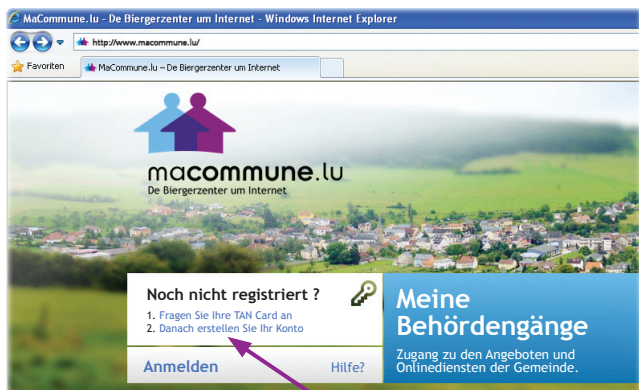 MaCommune.lu - De Biergerzenter um Internet - Windows Internet Explorer
http://www.macommune.lu/
Favoriten
MaCommune.lu – De Biergerzenter um Internet
macommune.lu
De Biergerzenter um Internet
Noch nicht registriert ?
1. Fragen Sie Ihre TAN Card an
2. Danach erstellen Sie Ihr Konto
Anmelden
Hilfe?
Meine
Behördengänge
Zugang zu den Angeboten und
Onlinediensten der Gemeinde.